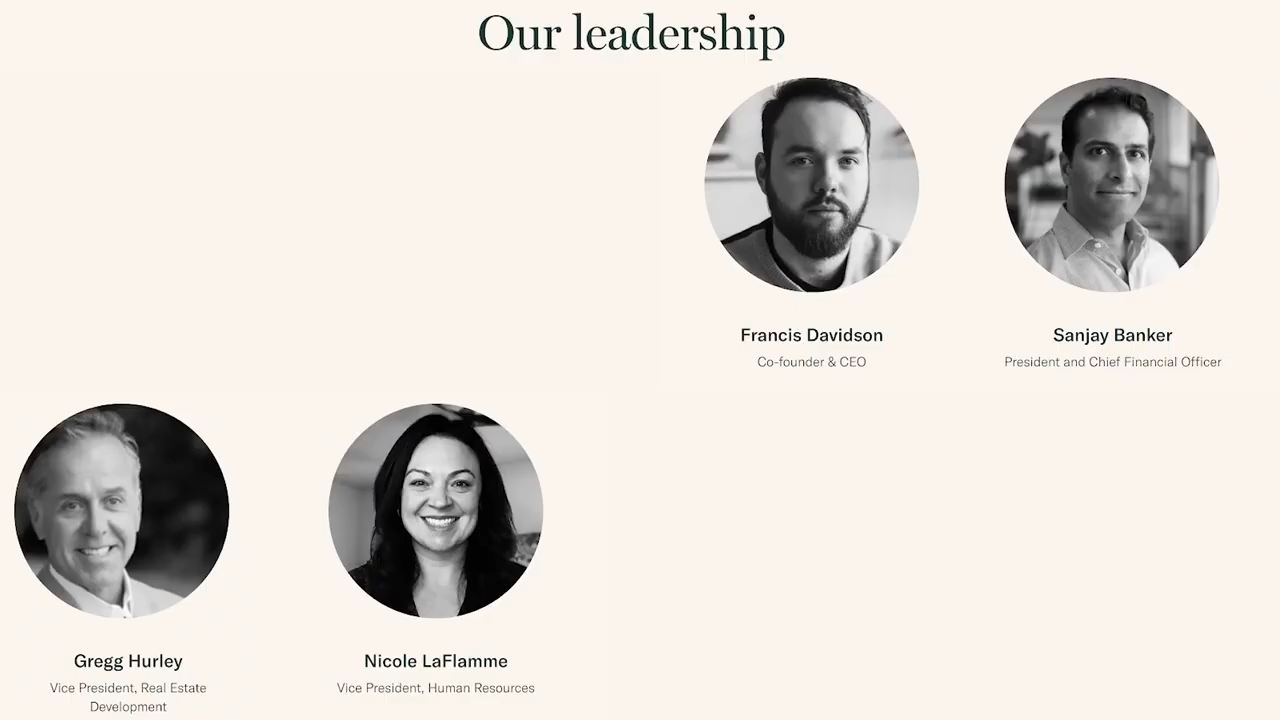 Our leadership
Francis Davidson
Co-founder & CEO
Sanjay Banker
President and Chief Financial Officer
Gregg Hurley
Vice President, Real Estate
Development
Nicole LaFlamme
Vice President, Human Resources